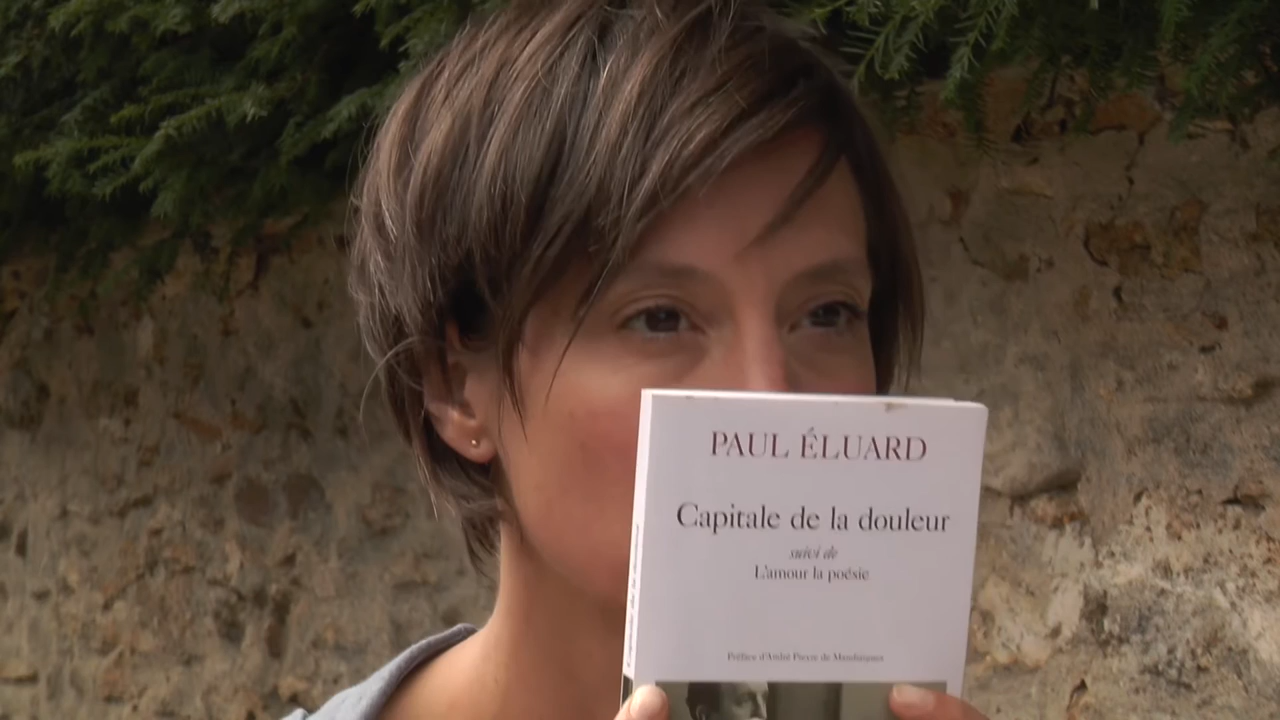 PAUL ÉLUARD
Capitale de la douleur
suivi de
L'amour la poésie
Préface d'André Pieyre de Mandiargues